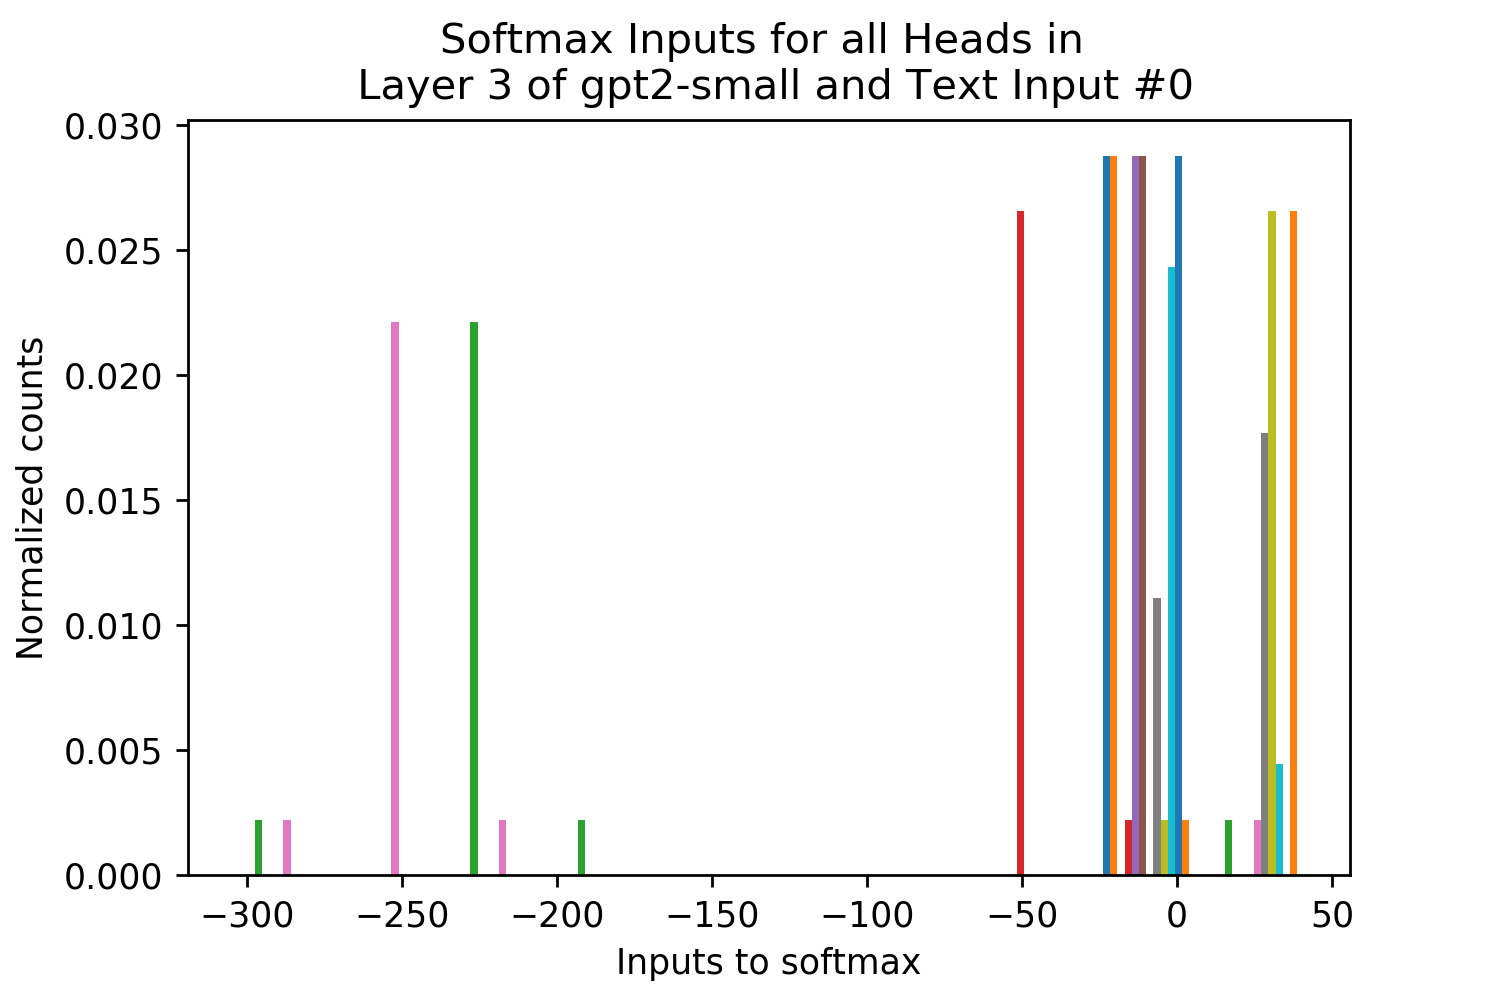 Softmax Inputs for all Heads in
Layer 3 of gpt2-small and Text Input #0
0.030
0.025
0.020
0.015
0.010
0.005
0.000
Normalized counts
−300 −250 −200 −150 −100 −50 0 50
Inputs to softmax